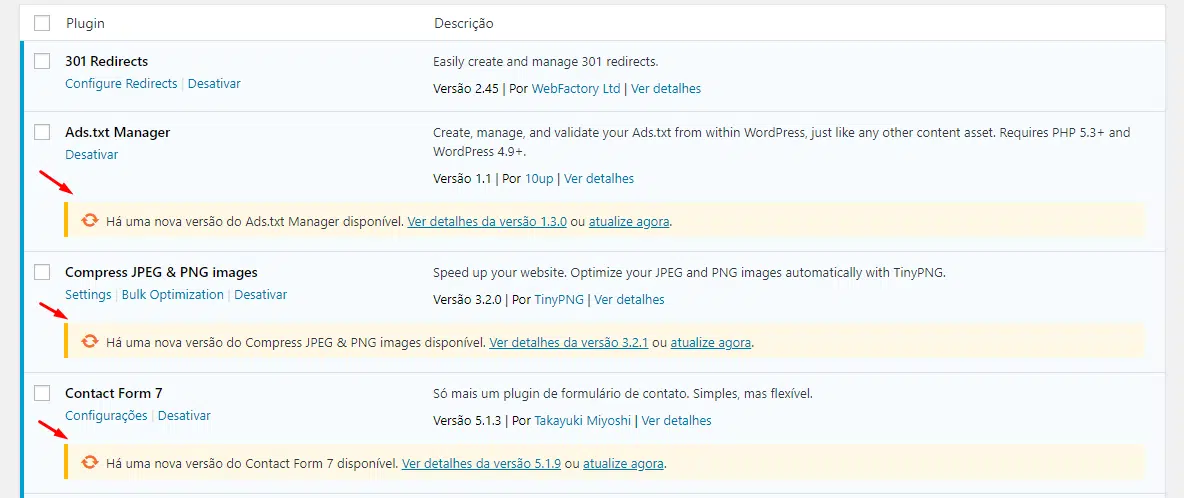 Plugin Descrição
301 Redirects Easily create and manage 301 redirects.
Configure Redirects | Desativar
Versão 2.45 | Por WebFactory Ltd | Ver detalhes
Ads.txt Manager Create, manage, and validate your Ads.txt from within WordPress, just like any other content asset. Requires PHP 5.3+ and
Desativar WordPress 4.9+.
Versão 1.1 | Por 10up | Ver detalhes
Há uma nova versão do Ads.txt Manager disponível. Ver detalhes da versão 1.3.0 ou atualize agora.
Compress JPEG & PNG images Speed up your website. Optimize your JPEG and PNG images automatically with TinyPNG.
Settings | Bulk Optimization | Desativar Versão 3.2.0 | Por TinyPNG | Ver detalhes
Há uma nova versão do Compress JPEG & PNG images disponível. Ver detalhes da versão 3.2.1 ou atualize agora.
Contact Form 7 Só mais um plugin de formulário de contato. Simples, mas flexível.
Configurações | Desativar Versão 5.1.3 | Por Takayuki Miyoshi | Ver detalhes
Há uma nova versão do Contact Form 7 disponível. Ver detalhes da versão 5.1.9 ou atualize agora.